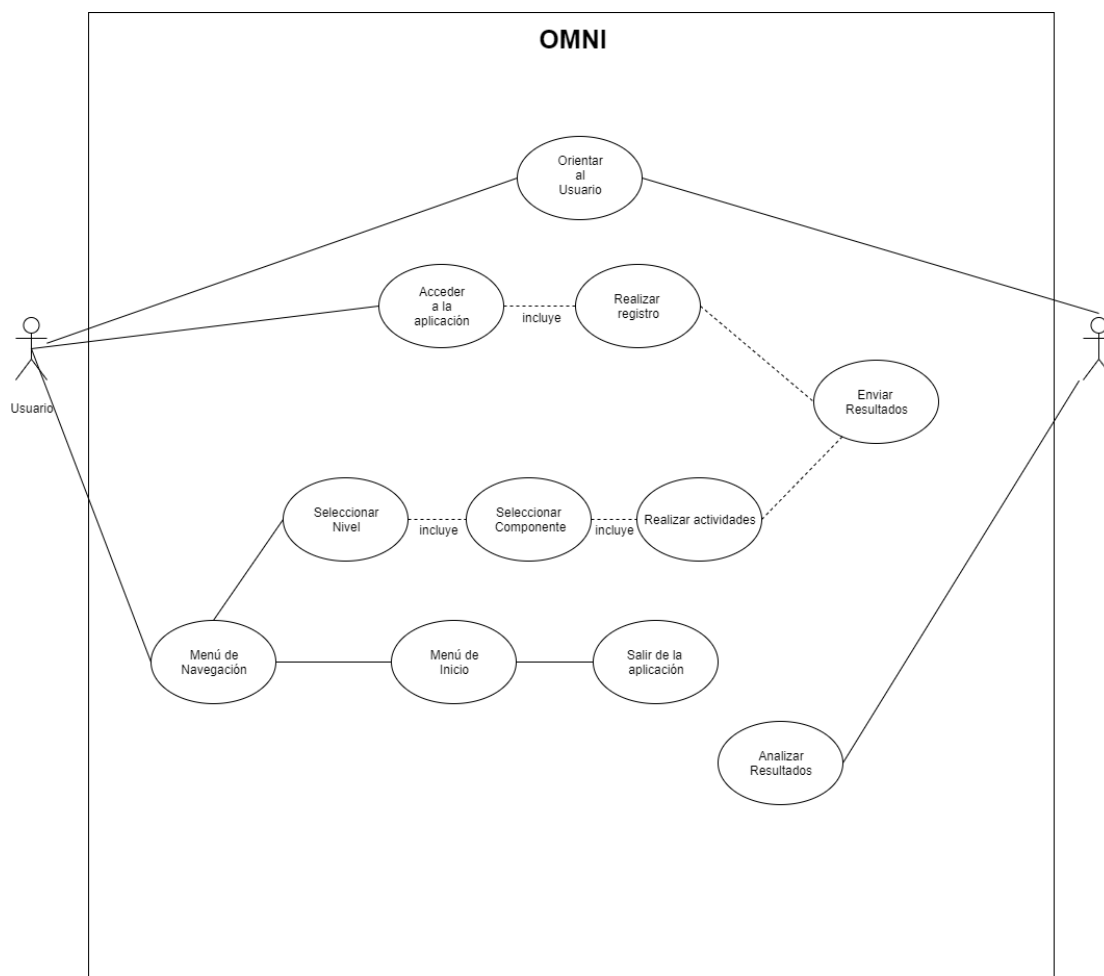 OMNI
Orientar
al
Usuario
Acceder
a la
aplicación
incluye
Realizar
registro
Usuario
Enviar
Resultados
Seleccionar
Nivel
incluye
Seleccionar
Componente
incluye
Realizar actividades
Menú de
Navegación
Menú de
Inicio
Salir de la
aplicación
Analizar
Resultados